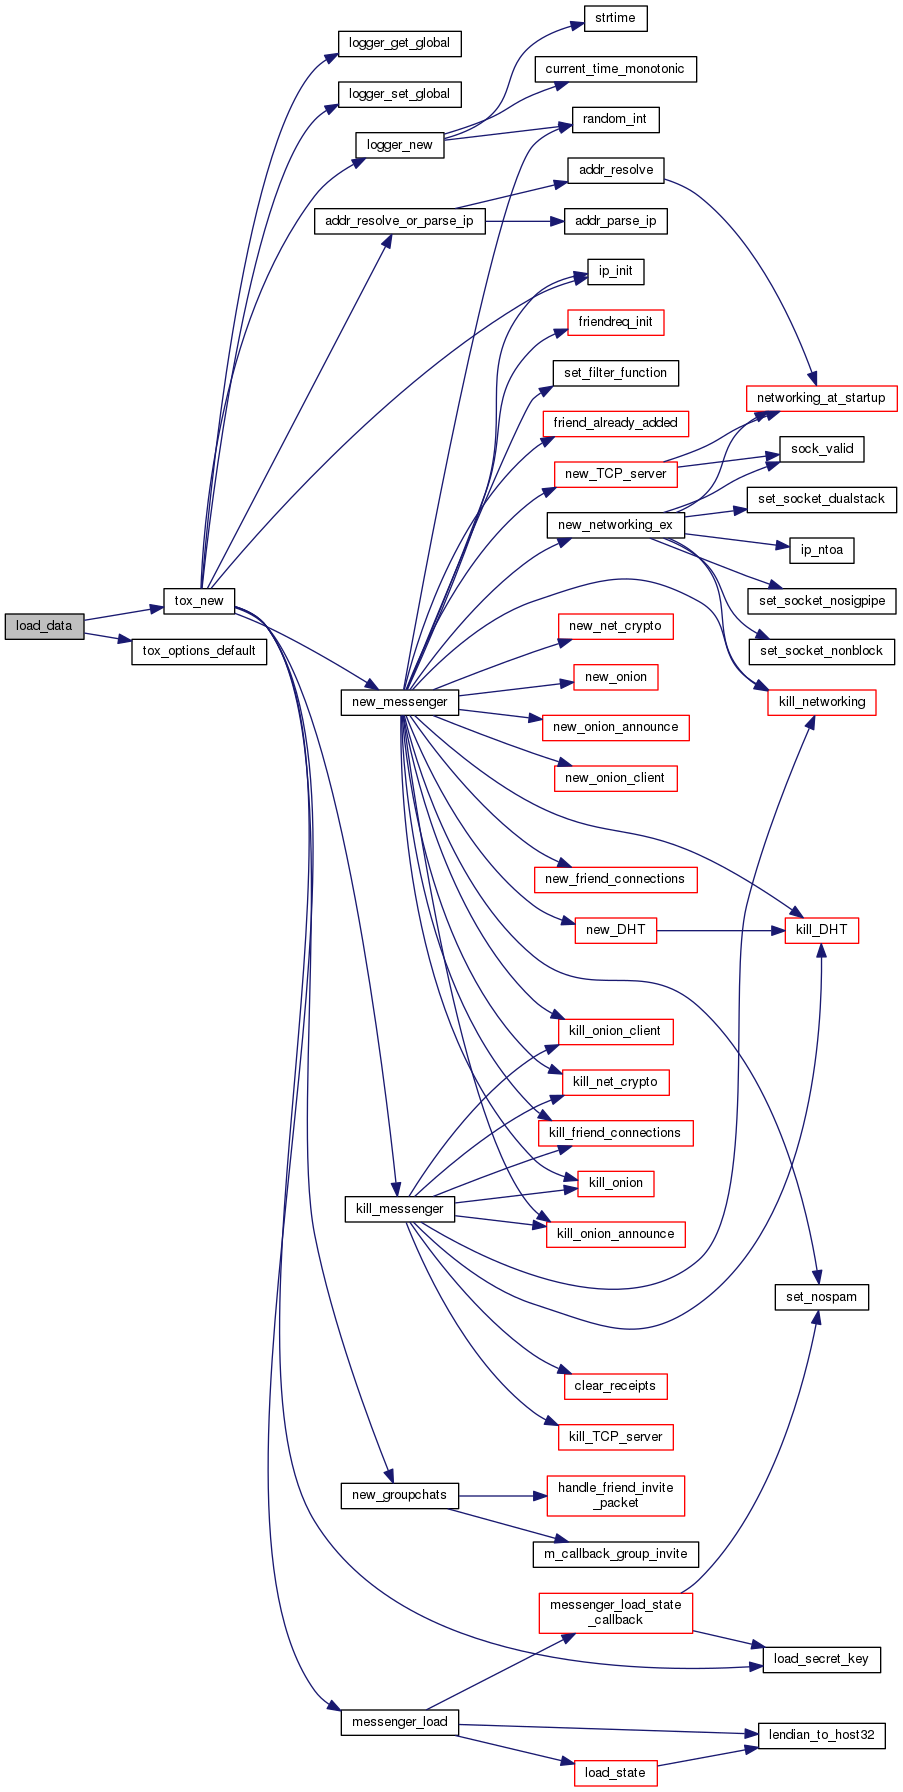 strtime
logger_get_global
current_time_monotonic
logger_set_global
random_int
logger_new
addr_resolve
addr_resolve_or_parse_ip
addr_parse_ip
ip_init
friendreq_init
set_filter_function
networking_at_startup
friend_already_added
sock_valid
new_TCP_server
set_socket_dualstack
new_networking_ex
ip_ntoa
tox_new
set_socket_nosigpipe
load_data
new_net_crypto
tox_options_default
set_socket_nonblock
new_onion
new_messenger
kill_networking
new_onion_announce
new_onion_client
new_friend_connections
new_DHT
kill_DHT
kill_onion_client
kill_net_crypto
kill_friend_connections
kill_onion
kill_messenger
kill_onion_announce
set_nospam
clear_receipts
kill_TCP_server
new_groupchats
handle_friend_invite
_packet
m_callback_group_invite
messenger_load_state
_callback
load_secret_key
messenger_load
lendian_to_host32
load_state